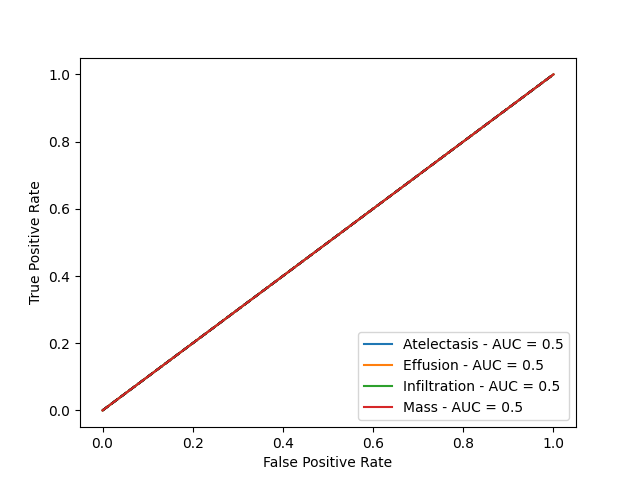 1.0
0.8
0.6
0.4
0.2
0.0
True Positive Rate
Atelectasis - AUC = 0.5
Effusion - AUC = 0.5
Infiltration - AUC = 0.5
Mass - AUC = 0.5
0.0 0.2 0.4 0.6 0.8 1.0
False Positive Rate